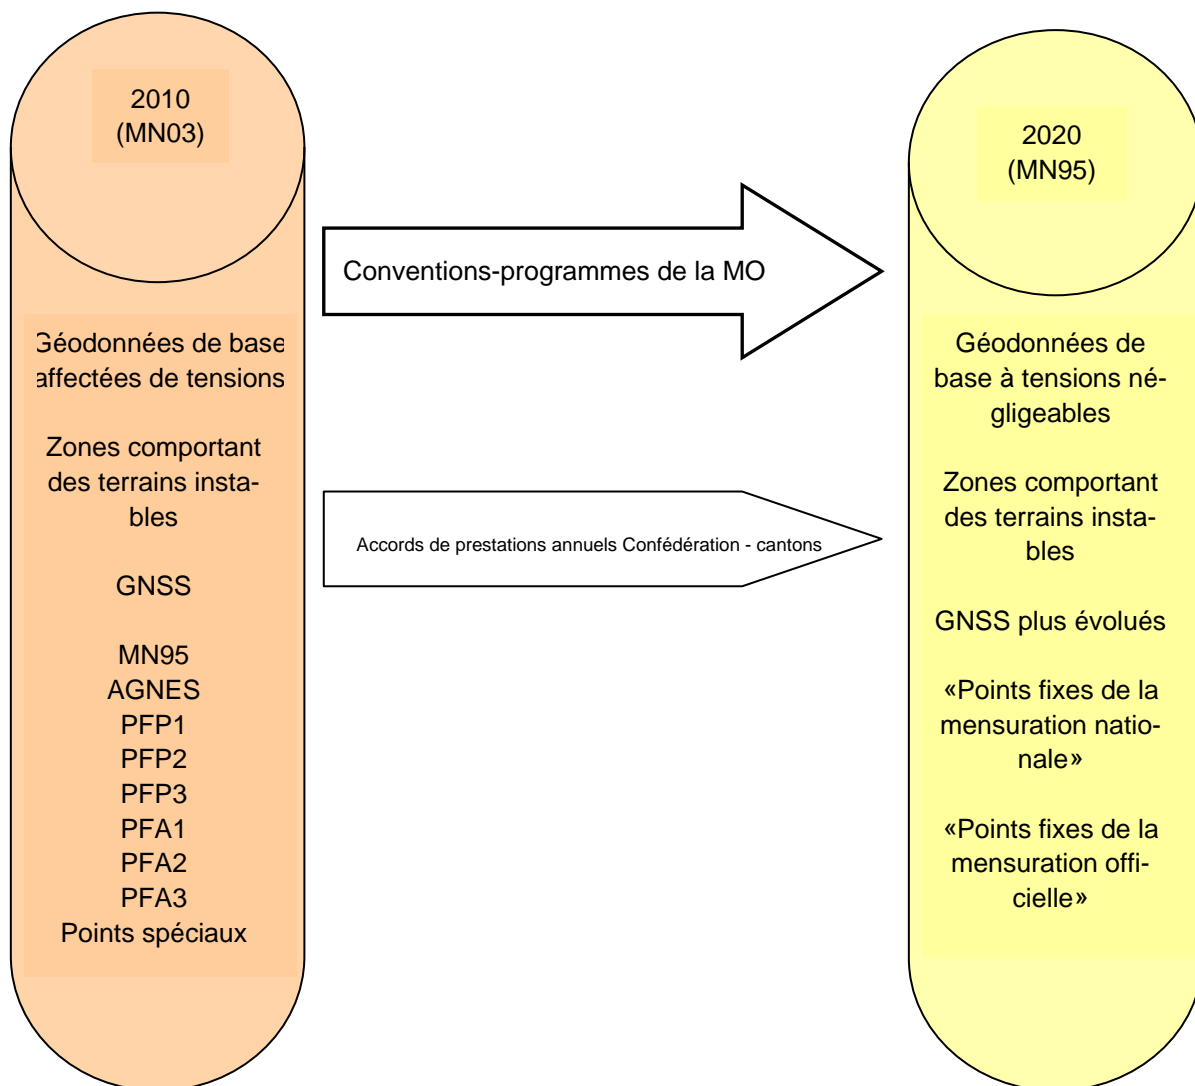 2010
(MN03)
Géodonnées de base
affectées de tensions
Zones comportant
des terrains insta-
bles
GNSS
MN95
AGNES
PFP1
PFP2
PFP3
PFA1
PFA2
PFA3
Points spéciaux
Conventions-programmes de la MO
Accords de prestations annuels Confédération - cantons
2020
(MN95)
Géodonnées de
base à tensions né-
gligeables
Zones comportant
des terrains insta-
bles
GNSS plus évolués
«Points fixes de la
mensuration natio-
nale»
«Points fixes de la
mensuration offi-
cielle»